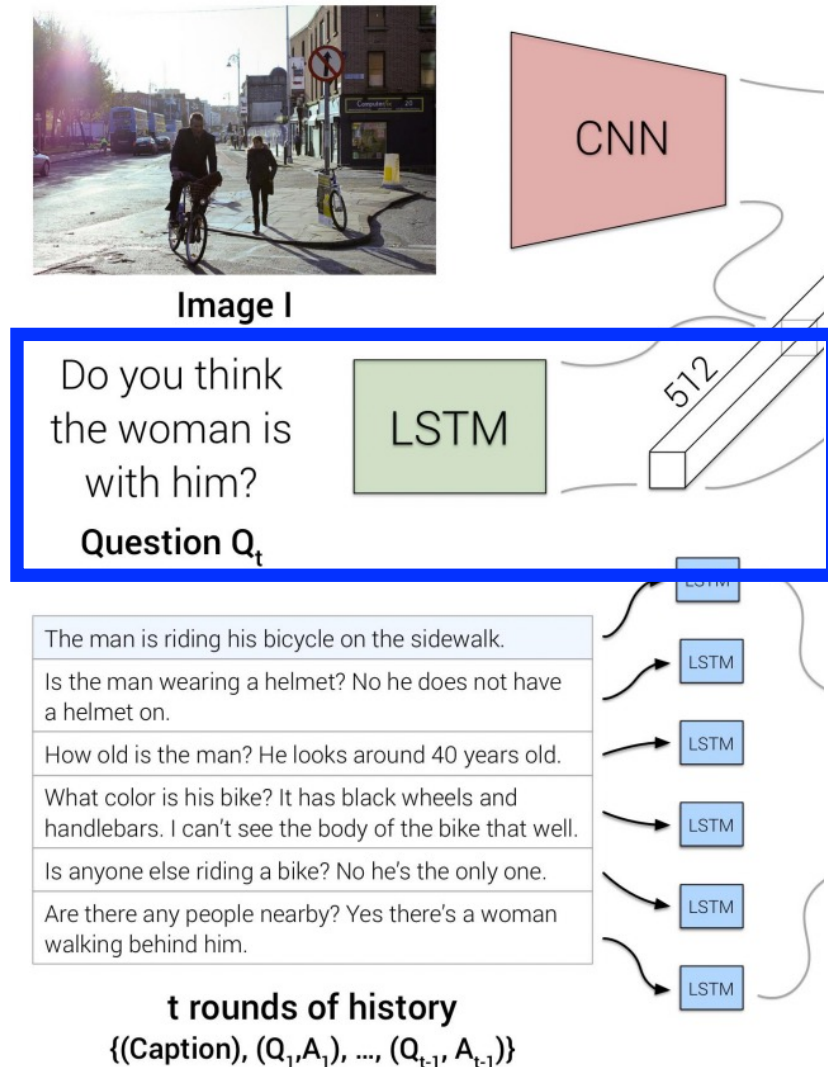 Computer 20
CNN
Image I
Do you think
the woman is
with him?
Question Qt
LSTM
512
LSTM
The man is riding his bicycle on the sidewalk.
LSTM
Is the man wearing a helmet? No he does not have
a helmet on.
How old is the man? He looks around 40 years old.
LSTM
What color is his bike? It has black wheels and
handlebars. I can't see the body of the bike that well.
LSTM
Is anyone else riding a bike? No he's the only one.
LSTM
Are there any people nearby? Yes there's a woman
walking behind him.
LSTM
t rounds of history
{(Caption), (Q1,A1), ..., (Qt-1, At-1)}